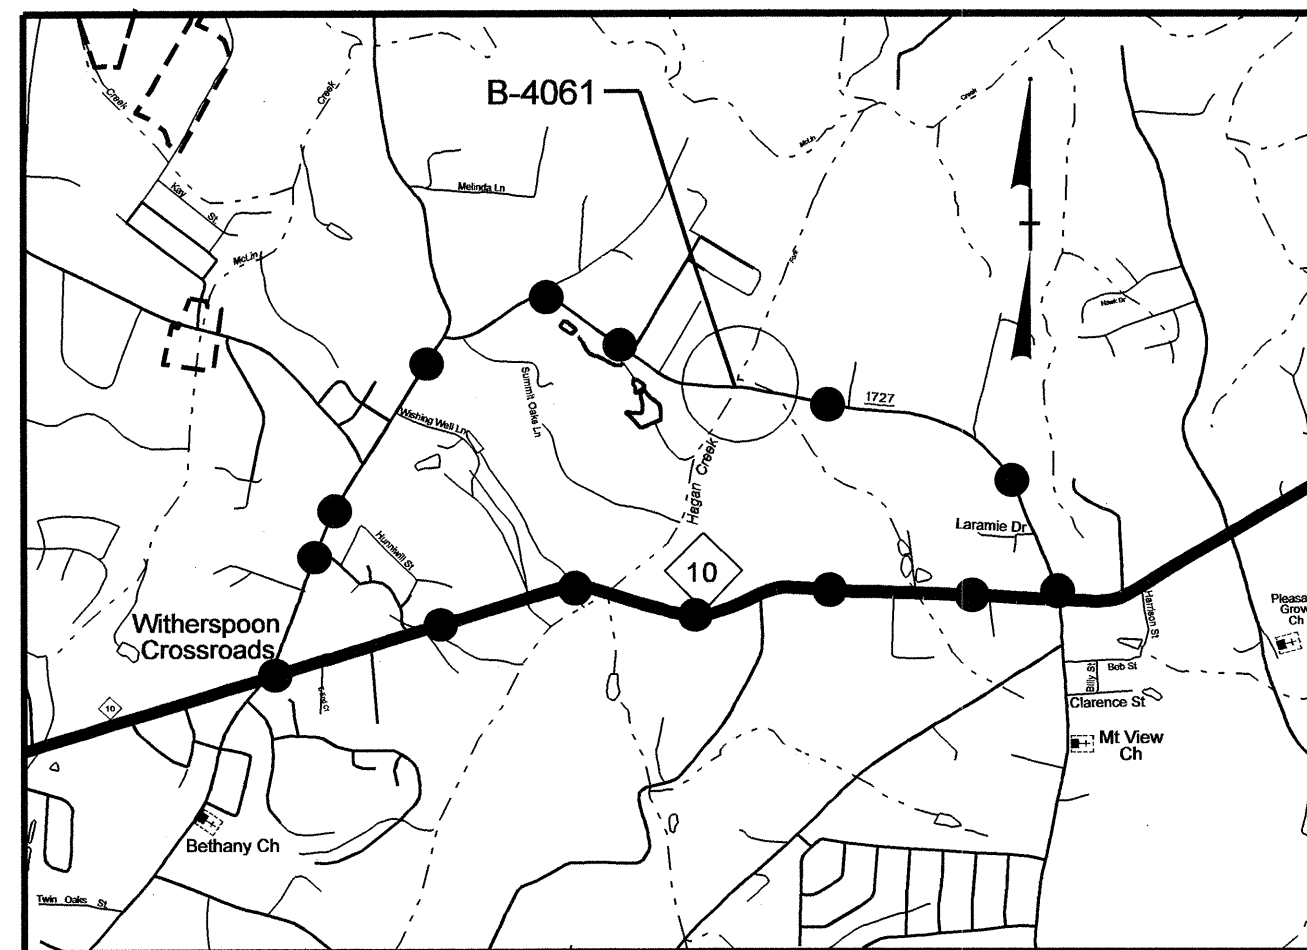 B-4061
Creek
Creek
Creek
McLin
Melinda Ln
Kay
St
McLin
Fork
Hawk Dr
Summit Oaks Ln
1727
Wishing Well Ln
Hagan Creek
Laramie Dr
Hunniwill St
10
Harrison St
Pleasa
Grov
Ch
Witherspoon
Crossroads
Billy St
Bob St
Clarence St
10
Mt View
Ch
Bethany Ch
Twin Oaks St